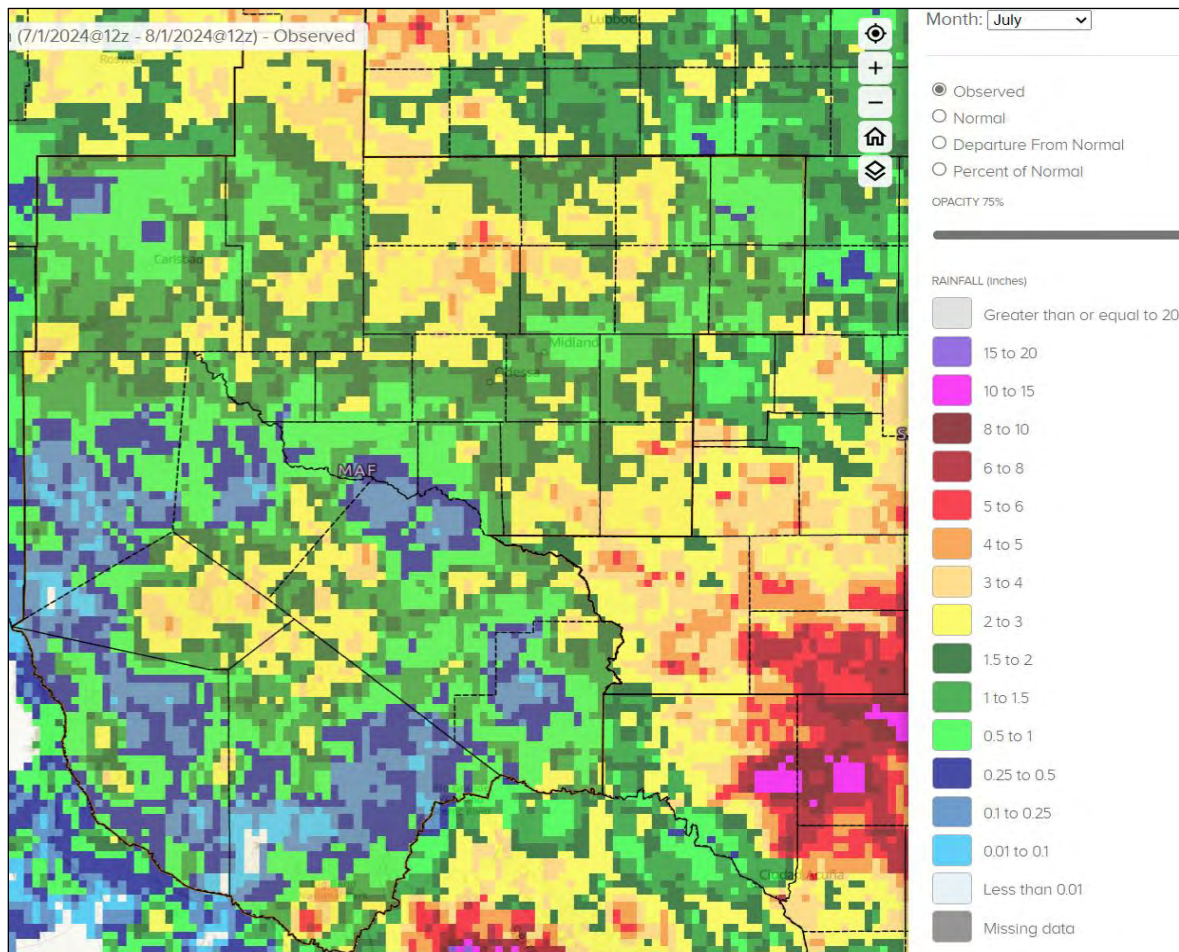 (7/1/2024@12z - 8/1/2024@12z) - Observed
Month: July
Observed
Normal
Departure From Normal
Percent of Normal
OPACITY 75%
RAINFALL (inches)
Greater than or equal to 20
15 to 20
10 to 15
8 to 10
6 to 8
5 to 6
4 to 5
3 to 4
2 to 3
1.5 to 2
1 to 1.5
0.5 to 1
0.25 to 0.5
0.1 to 0.25
0.01 to 0.1
Less than 0.01
Missing data
Lubboc
Roswell
Carlsbad
Midland
Odessa
MAF
S
Ciudad Acuña